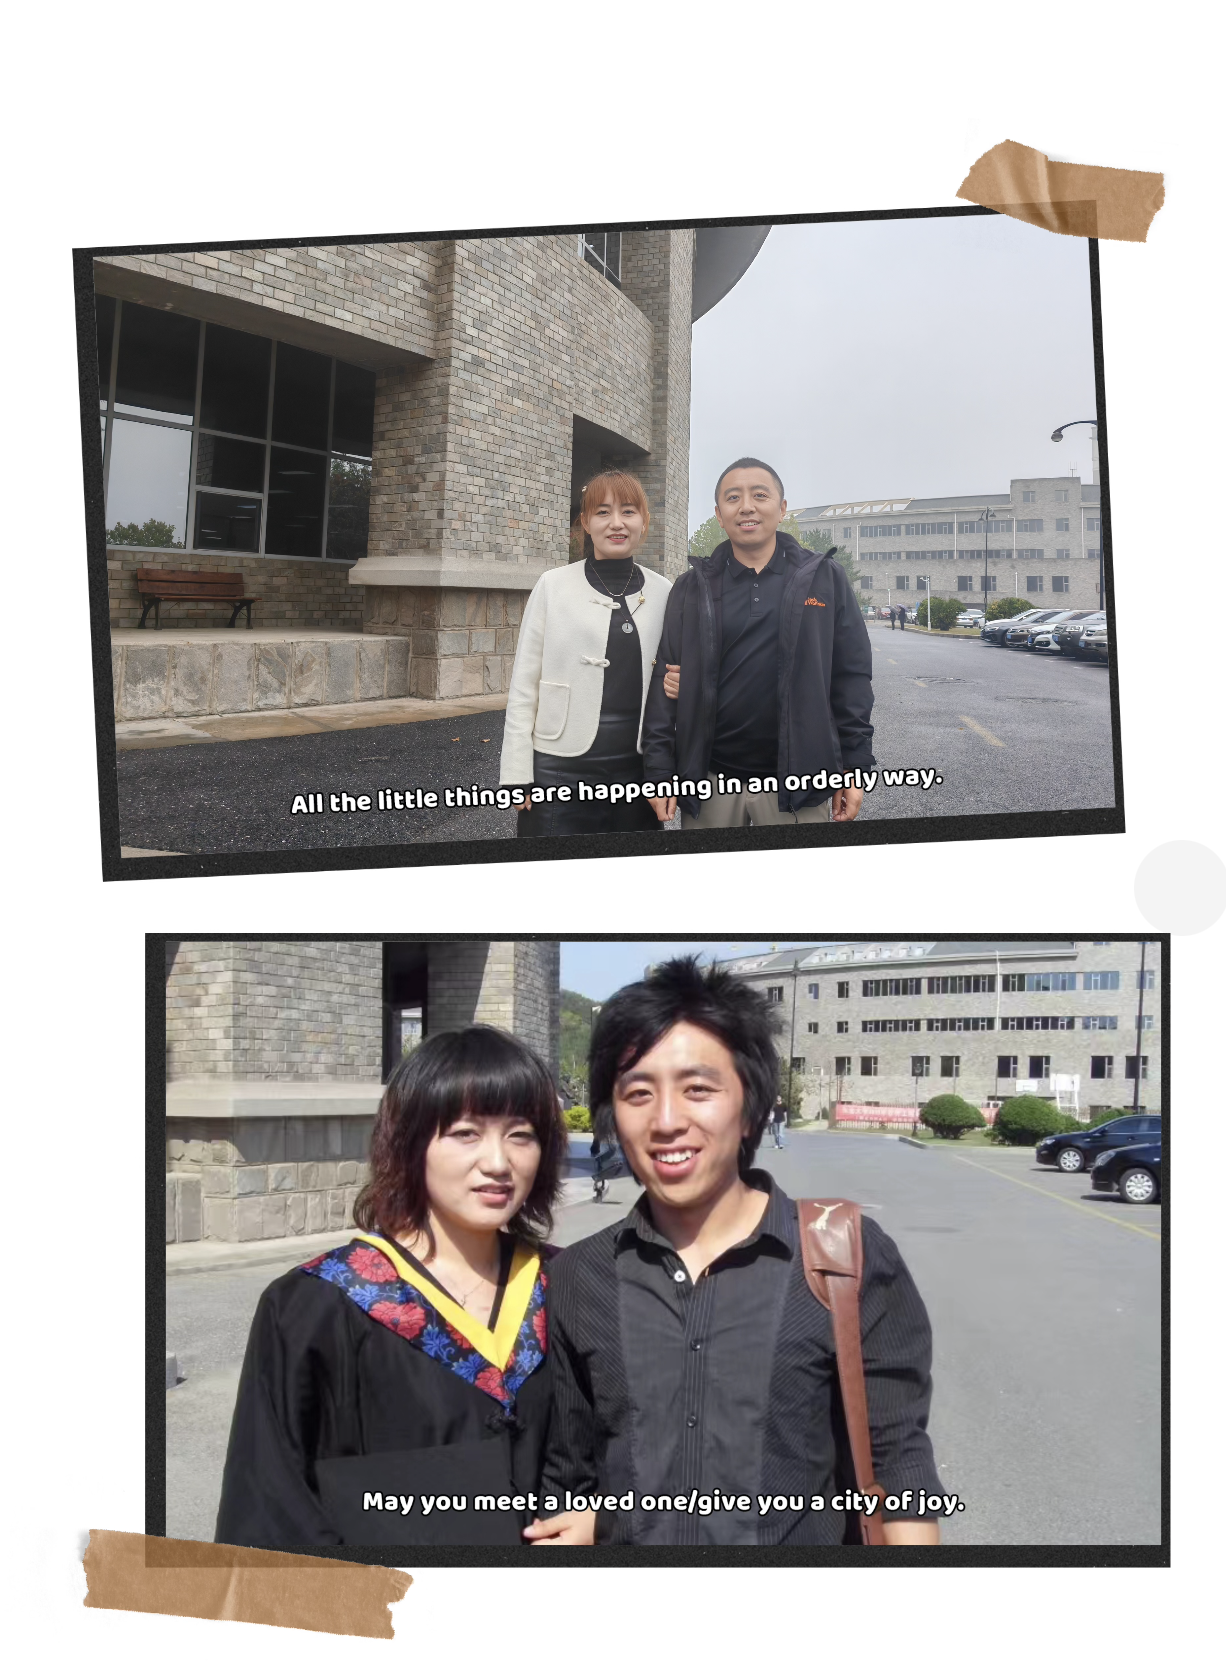 All the little things are happening in an orderly way.
May you meet a loved one/give you a city of joy.